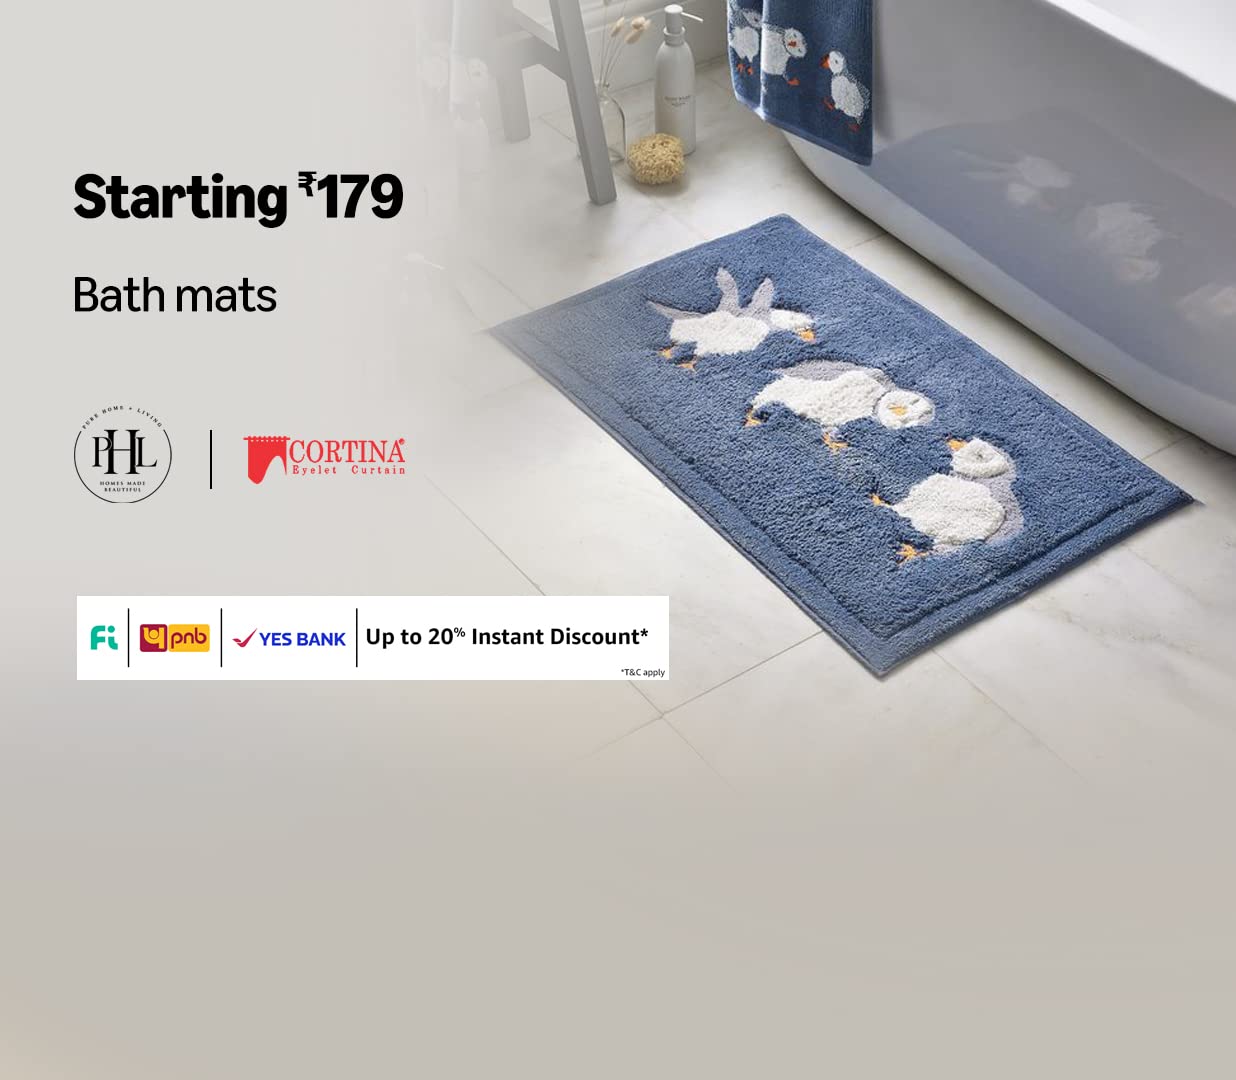 Starting ₹179
Bath mats
PURE HOME + LIVING
PHL
HOMES MADE
BEAUTIFUL
CORTINA®
Eyelet Curtain
Fi
pnb
YES BANK
Up to 20% Instant Discount*
*T&C apply